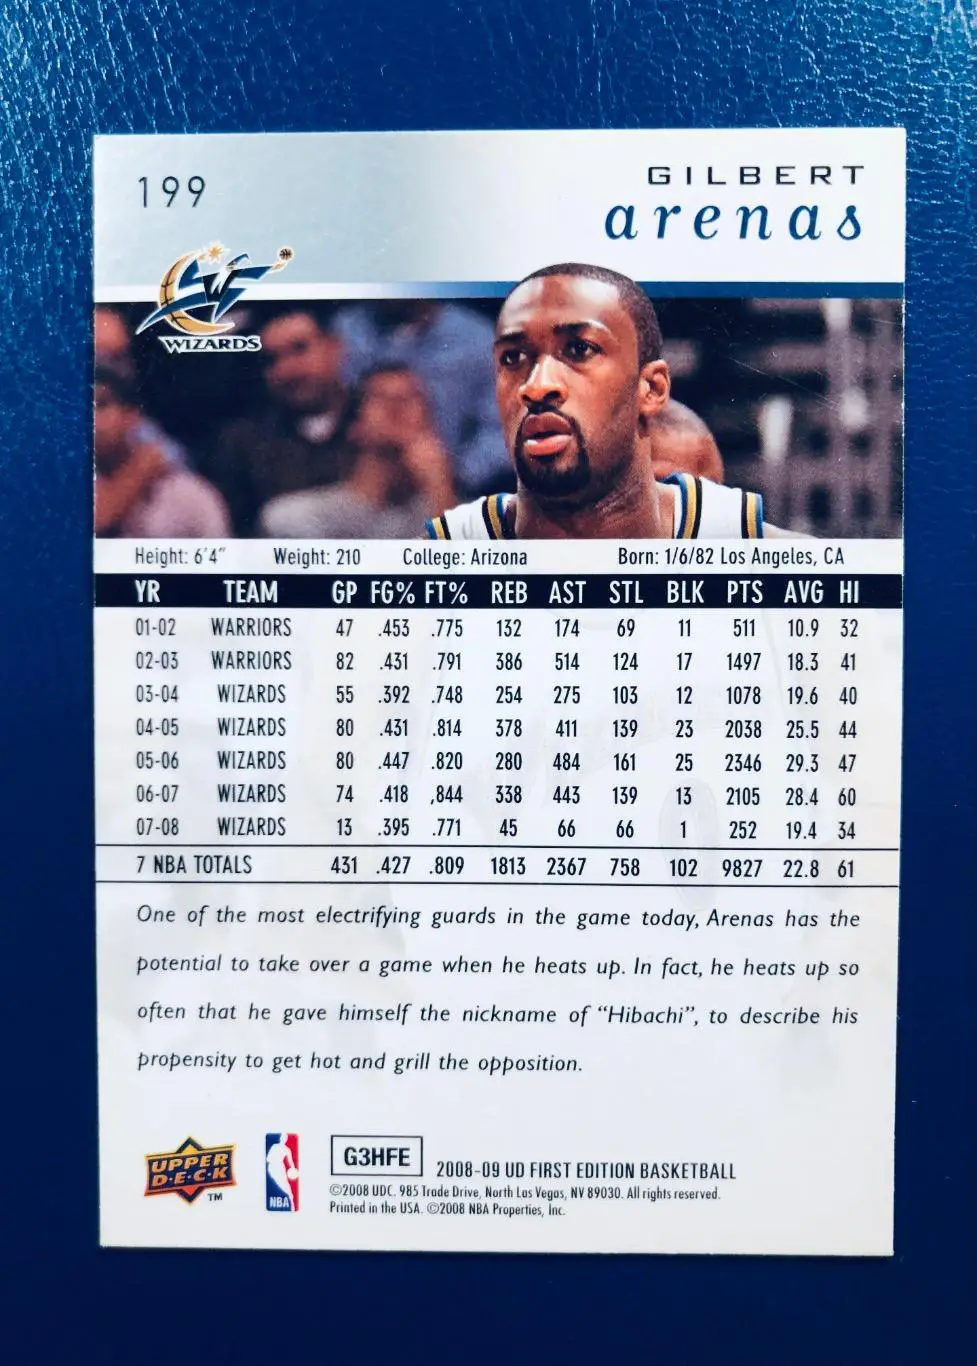 199
GILBERT
arenas
WIZARDS
Height: 6'4" Weight: 210 College: Arizona Born: 1/6/82 Los Angeles, CA
YR TEAM GP FG% FT% REB AST STL BLK PTS AVG HI
01-02 WARRIORS 47 .453 .775 132 174 69 11 511 10.9 32
02-03 WARRIORS 82 .431 .791 386 514 124 17 1497 18.3 41
03-04 WIZARDS 55 .392 .748 254 275 103 12 1078 19.6 40
04-05 WIZARDS 80 .431 .814 378 411 139 23 2038 25.5 44
05-06 WIZARDS 80 .447 .820 280 484 161 25 2346 29.3 47
06-07 WIZARDS 74 .418 ,844 338 443 139 13 2105 28.4 60
07-08 WIZARDS 13 .395 .771 45 66 66 1 252 19.4 34
7 NBA TOTALS 431 .427 .809 1813 2367 758 102 9827 22.8 61
One of the most electrifying guards in the game today, Arenas has the
potential to take over a game when he heats up. In fact, he heats up so
often that he gave himself the nickname of "Hibachi", to describe his
propensity to get hot and grill the opposition.
UPPER
D·E·C·K
TM
NBA
G3HFE
2008-09 UD FIRST EDITION BASKETBALL
©2008 UDC. 985 Trade Drive, North Las Vegas, NV 89030. All rights reserved.
Printed in the USA. ©2008 NBA Properties, Inc.